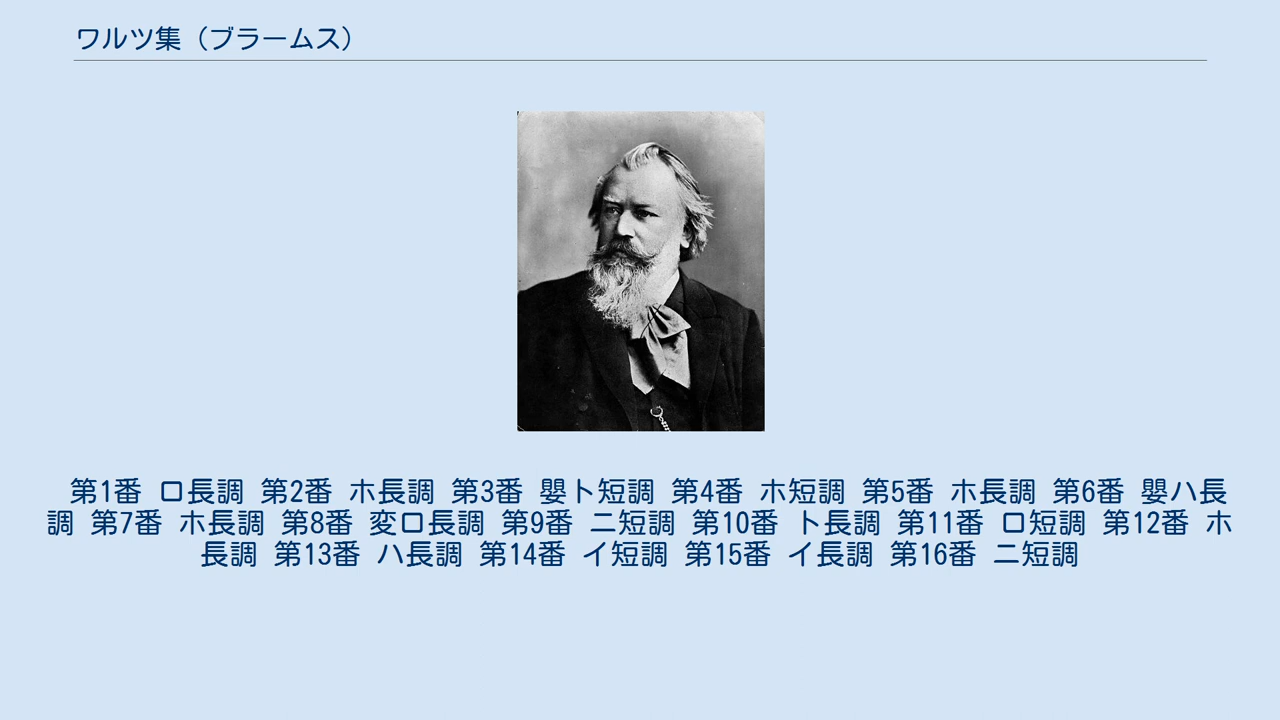 ワルツ集（ブラームス）
第1番 ロ長調 第2番 ホ長調 第3番 嬰ト短調 第4番 ホ短調 第5番 ホ長調 第6番 嬰ハ長
調 第7番 ホ長調 第8番 変ロ長調 第9番 ニ短調 第10番 ト長調 第11番 ロ短調 第12番 ホ
長調 第13番 ハ長調 第14番 イ短調 第15番 イ長調 第16番 ニ短調